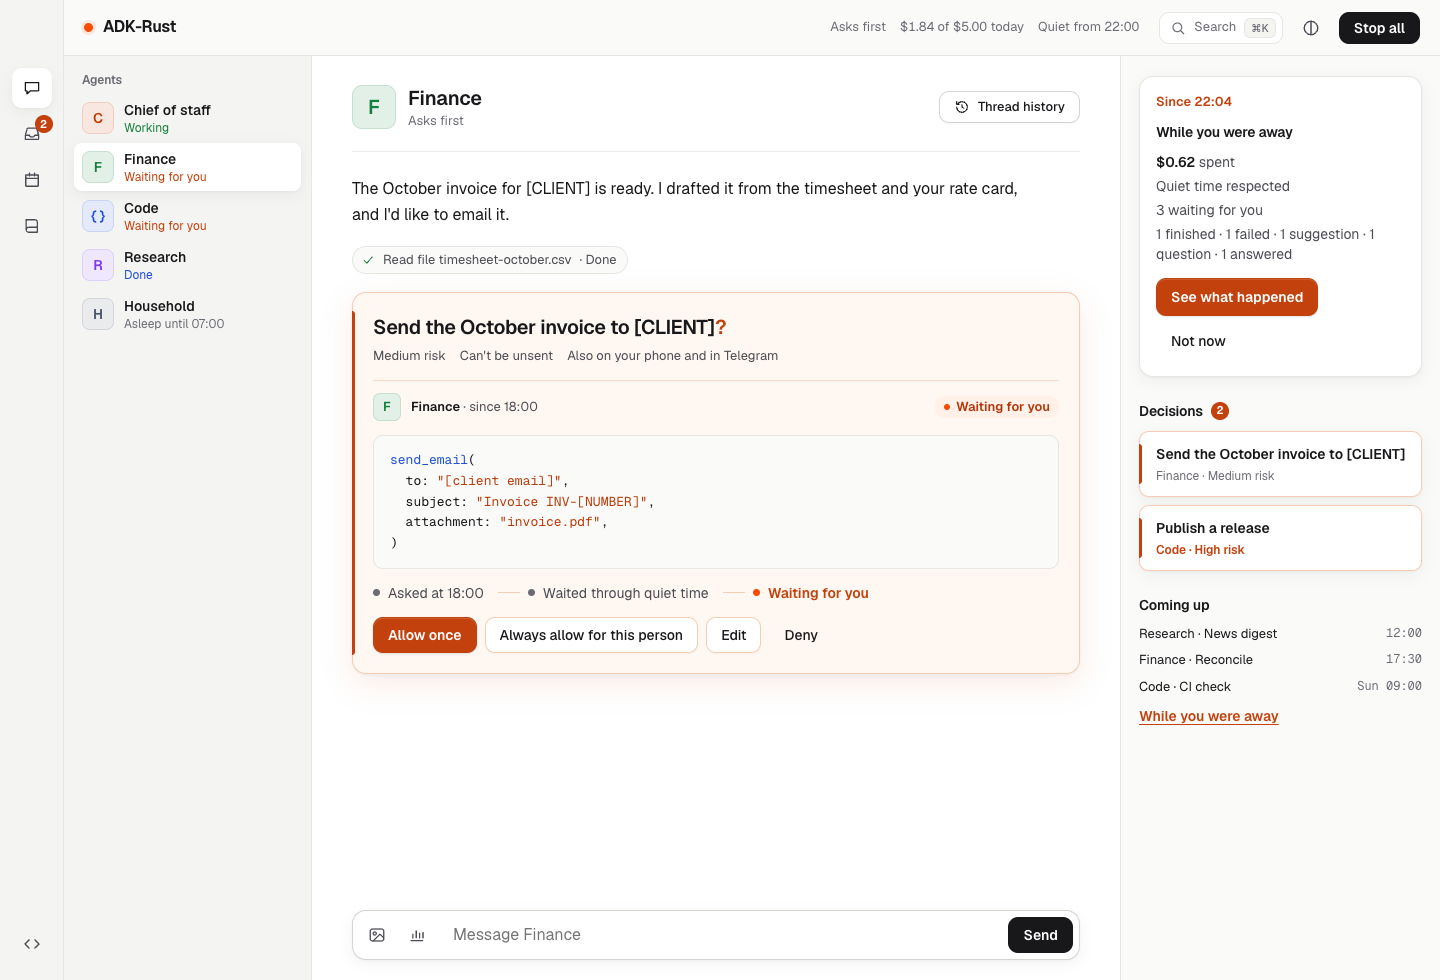 ADK-Rust
Asks first $1.84 of $5.00 today Quiet from 22:00
Search ⌘K
Stop all
2
Agents
C
Chief of staff
Working
F
Finance
Waiting for you
{}
Code
Waiting for you
R
Research
Done
H
Household
Asleep until 07:00
F
Finance
Asks first
Thread history
The October invoice for [CLIENT] is ready. I drafted it from the timesheet and your rate card,
and I'd like to email it.
Read file timesheet-october.csv · Done
Send the October invoice to [CLIENT]?
Medium risk Can't be unsent Also on your phone and in Telegram
F
Finance · since 18:00
Waiting for you
send_email(
to: "[client email]",
subject: "Invoice INV-[NUMBER]",
attachment: "invoice.pdf",
)
Asked at 18:00 Waited through quiet time Waiting for you
Allow once Always allow for this person Edit Deny
Message Finance
Send
Since 22:04
While you were away
$0.62 spent
Quiet time respected
3 waiting for you
1 finished · 1 failed · 1 suggestion · 1
question · 1 answered
See what happened
Not now
Decisions 2
Send the October invoice to [CLIENT]
Finance · Medium risk
Publish a release
Code · High risk
Coming up
Research · News digest 12:00
Finance · Reconcile 17:30
Code · CI check Sun 09:00
While you were away